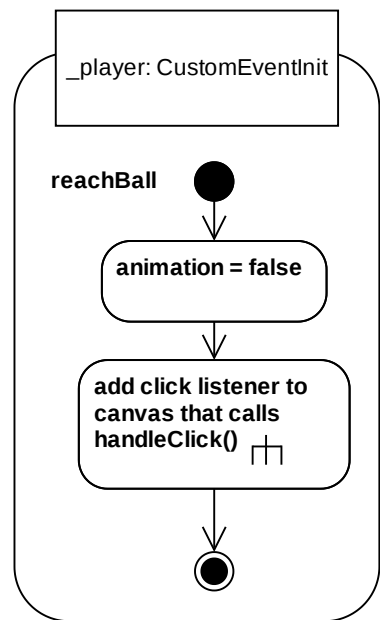 _player: CustomEventInit
reachBall
animation = false
add click listener to
canvas that calls
handleClick()